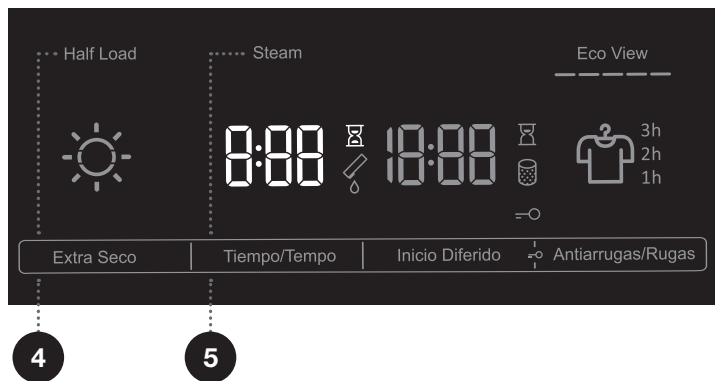 Half Load
Steam
Eco View
8:88
18:88
3h
2h
1h
Extra Seco
Tiempo/Tempo
Inicio Diferido
Antiarrugas/Rugas
4
5